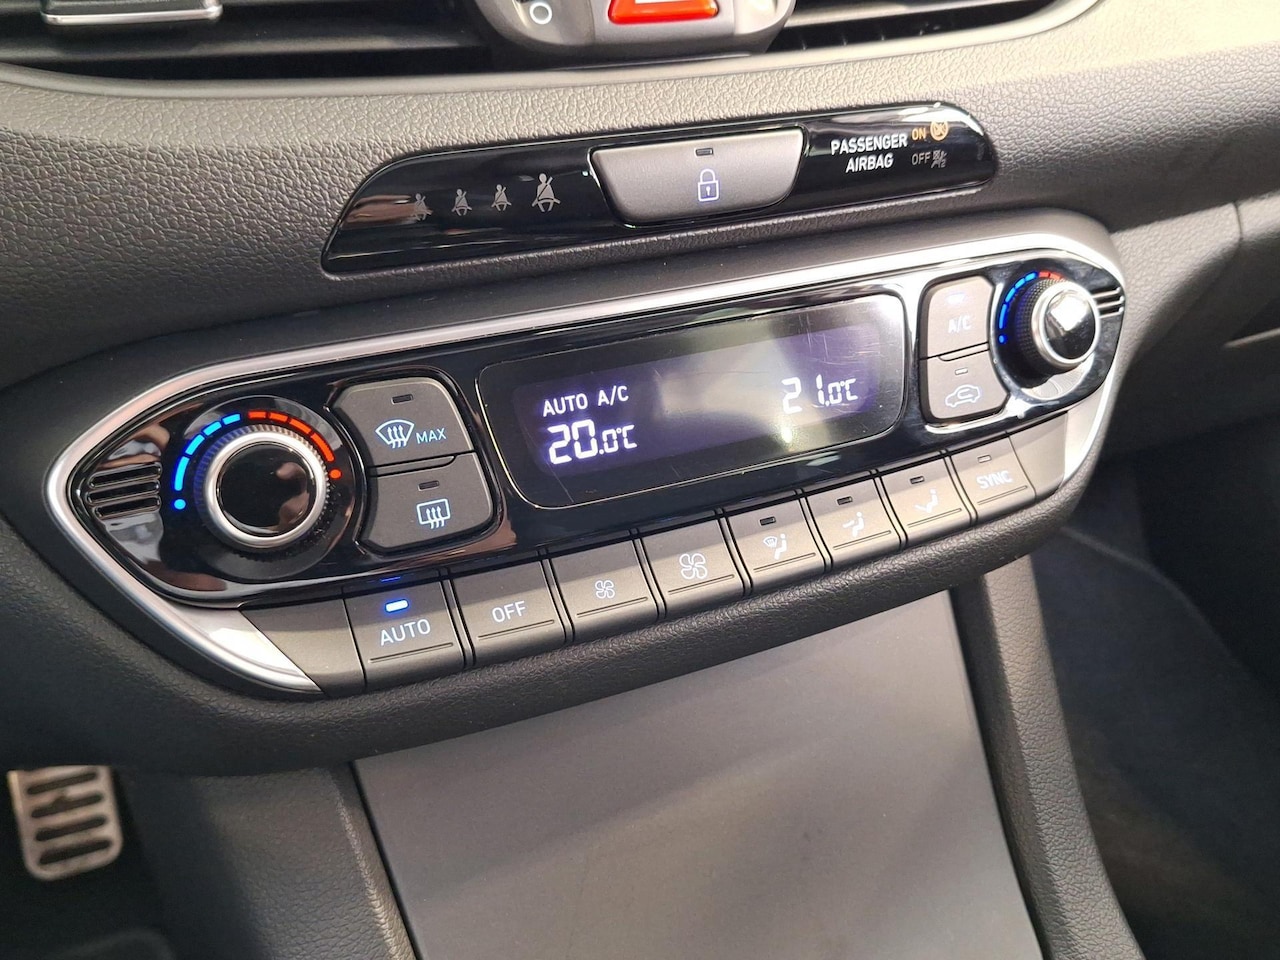 PASSENGER ON
AIRBAG OFF
A/C
AUTO A/C
20.0°C
21.0°C
MAX
SYNC
AUTO
OFF